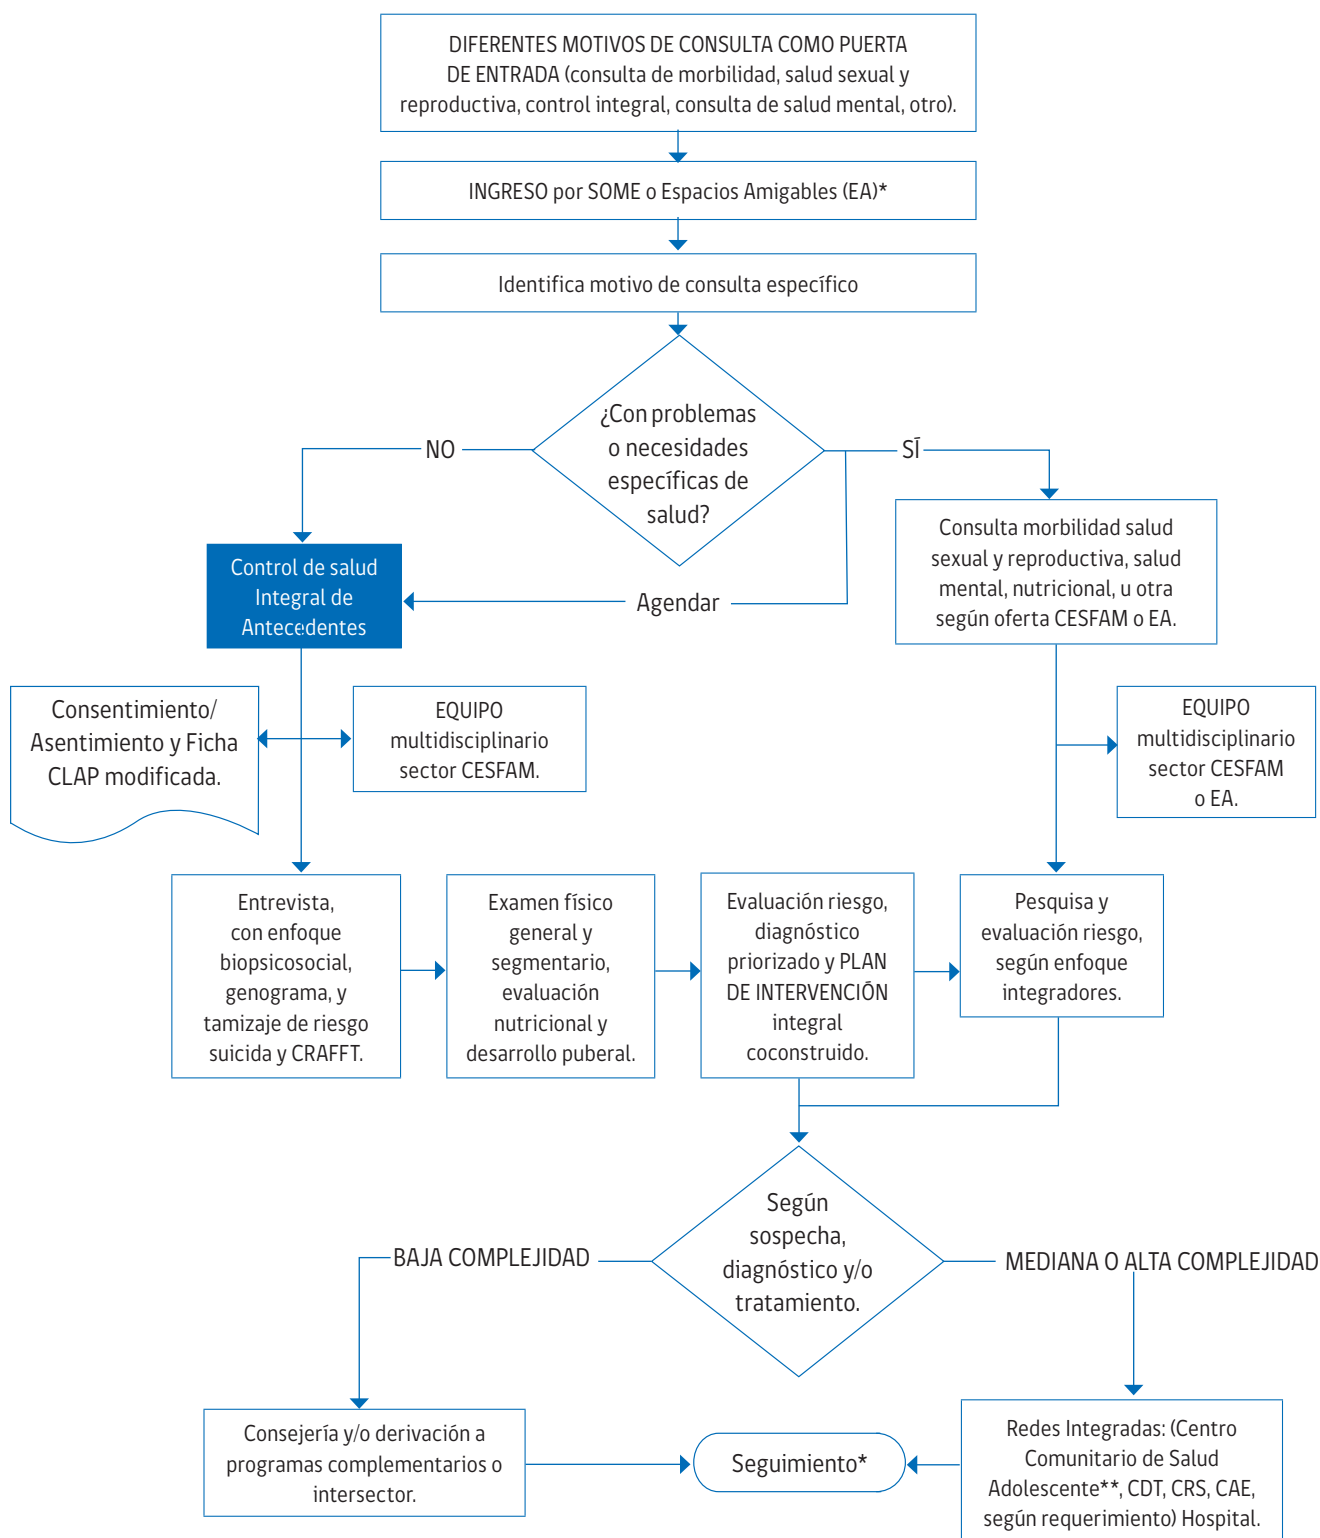 DIFERENTES MOTIVOS DE CONSULTA COMO PUERTA
DE ENTRADA (consulta de morbilidad, salud sexual y
reproductiva, control integral, consulta de salud mental, otro).
INGRESO por SOME o Espacios Amigables (EA)*
Identifica motivo de consulta específico
¿Con problemas
o necesidades
específicas de
salud?
NO
SÍ
Control de salud
Integral de
Antecedentes
Agendar
Consulta morbilidad salud
sexual y reproductiva, salud
mental, nutricional, u otra
según oferta CESFAM o EA.
Consentimiento/
Asentimiento y Ficha
CLAP modificada.
EQUIPO
multidisciplinario
sector CESFAM.
EQUIPO
multidisciplinario
sector CESFAM
o EA.
Entrevista,
con enfoque
biopsicosocial,
genograma, y
tamizaje de riesgo
suicida y CRAFFT.
Examen físico
general y
segmentario,
evaluación
nutricional y
desarrollo puberal.
Evaluación riesgo,
diagnóstico
priorizado y PLAN
DE INTERVENCIÓN
integral
coconstruido.
Pesquisa y
evaluación riesgo,
según enfoque
integradores.
Según
sospecha,
diagnóstico y/o
tratamiento.
BAJA COMPLEJIDAD
MEDIANA O ALTA COMPLEJIDAD
Consejería y/o derivación a
programas complementarios o
intersector.
Seguimiento*
Redes Integradas: (Centro
Comunitario de Salud
Adolescente**, CDT, CRS, CAE,
según requerimiento) Hospital.